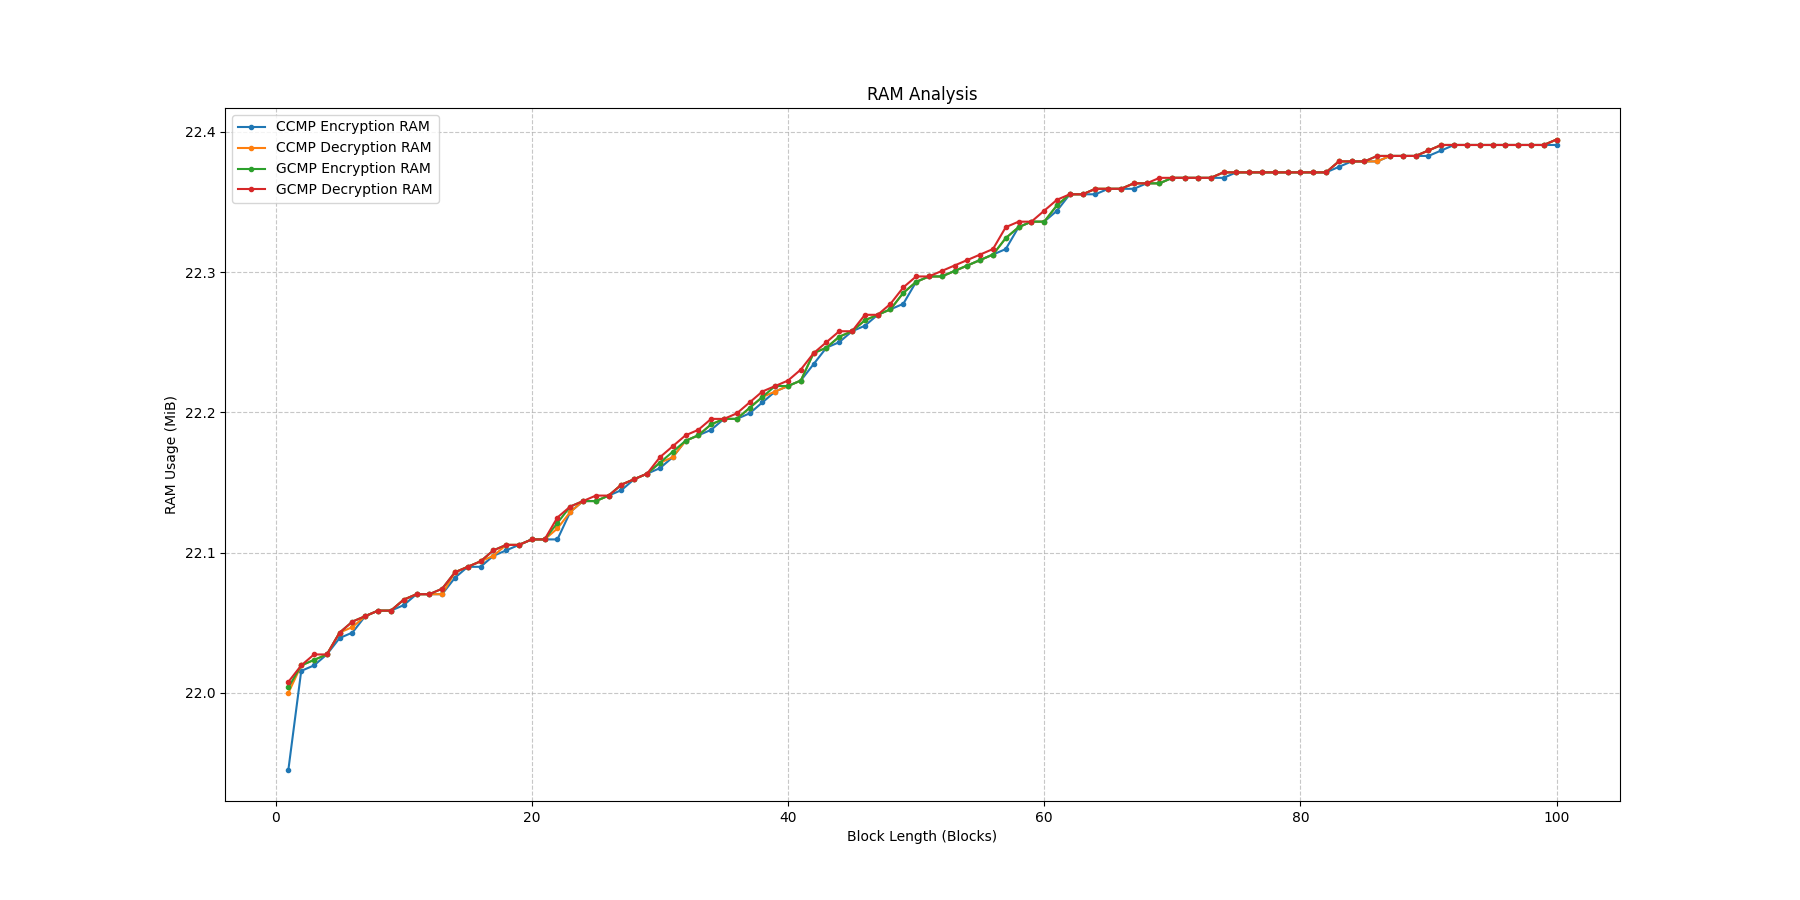 RAM Analysis
CCMP Encryption RAM
CCMP Decryption RAM
GCMP Encryption RAM
GCMP Decryption RAM
RAM Usage (MiB)
22.4
22.3
22.2
22.1
22.0
0 20 40 60 80 100
Block Length (Blocks)